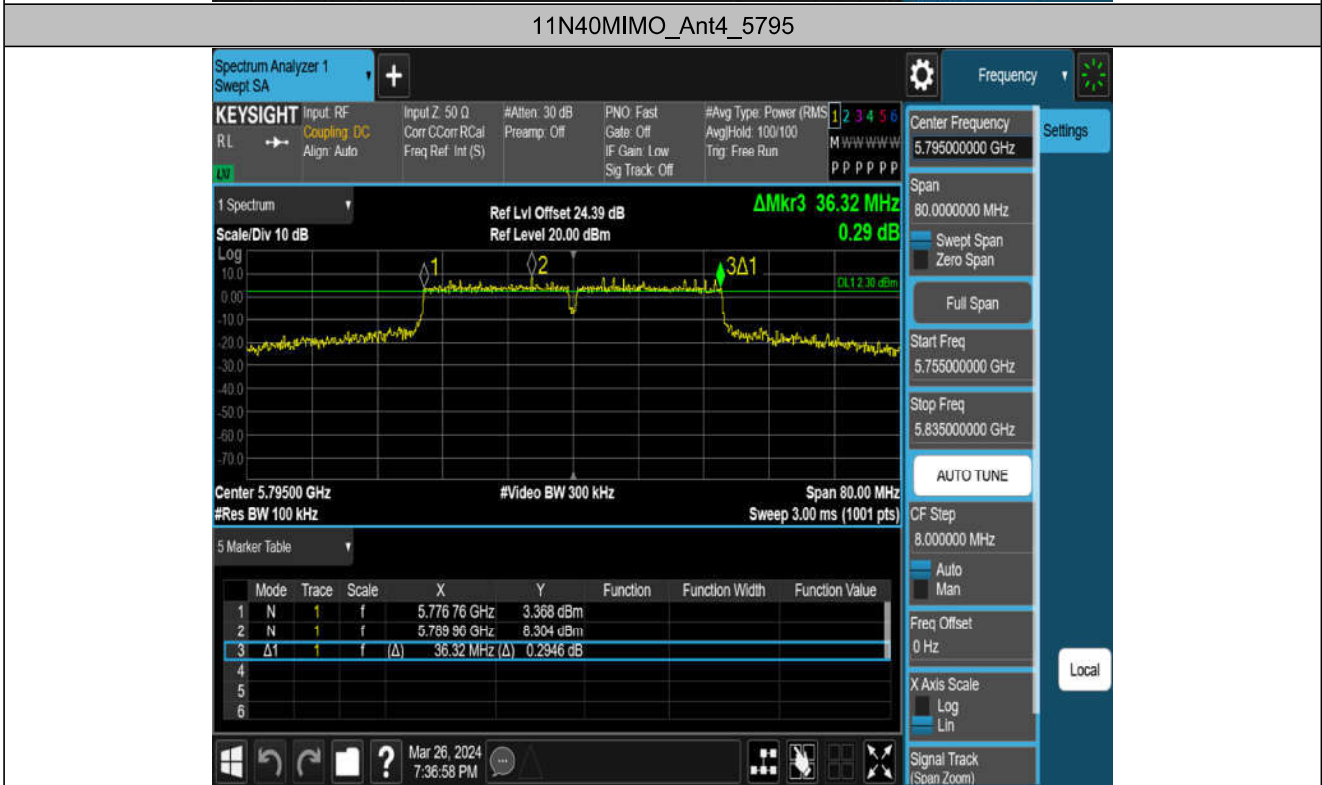 11N40MIMO_Ant4_5795
Spectrum Analyzer 1
Swept SA
+
Frequency
KEYSIGHT
RL
LXI
Input: RF
Coupling: DC
Align: Auto
Input Z: 50 Ω
Corr CCorr RCal
Freq Ref: Int (S)
#Atten: 30 dB
Preamp: Off
PNO: Fast
Gate: Off
IF Gain: Low
Sig Track: Off
#Avg Type: Power (RMS
Avg|Hold: 100/100
Trig: Free Run
1 2 3 4 5 6
M W W W W W
P P P P P P
1 Spectrum
Scale/Div 10 dB
Ref Lvl Offset 24.39 dB
Ref Level 20.00 dBm
ΔMkr3 36.32 MHz
0.29 dB
Log
10.0
0.00
-10.0
-20.0
-30.0
-40.0
-50.0
-60.0
-70.0
1
2
3Δ1
DL1 2.30 dBm
Center 5.79500 GHz
#Res BW 100 kHz
#Video BW 300 kHz
Span 80.00 MHz
Sweep 3.00 ms (1001 pts)
5 Marker Table
Mode Trace Scale X Y Function Function Width Function Value
1 N 1 f 5.776 76 GHz 3.368 dBm
2 N 1 f 5.789 96 GHz 8.304 dBm
3 Δ1 1 f (Δ) 36.32 MHz (Δ) 0.2946 dB
4
5
6
?
Mar 26, 2024
7:36:58 PM
Center Frequency
5.795000000 GHz
Settings
Span
80.0000000 MHz
Swept Span
Zero Span
Full Span
Start Freq
5.755000000 GHz
Stop Freq
5.835000000 GHz
AUTO TUNE
CF Step
8.000000 MHz
Auto
Man
Freq Offset
0 Hz
Local
X Axis Scale
Log
Lin
Signal Track
(Span Zoom)